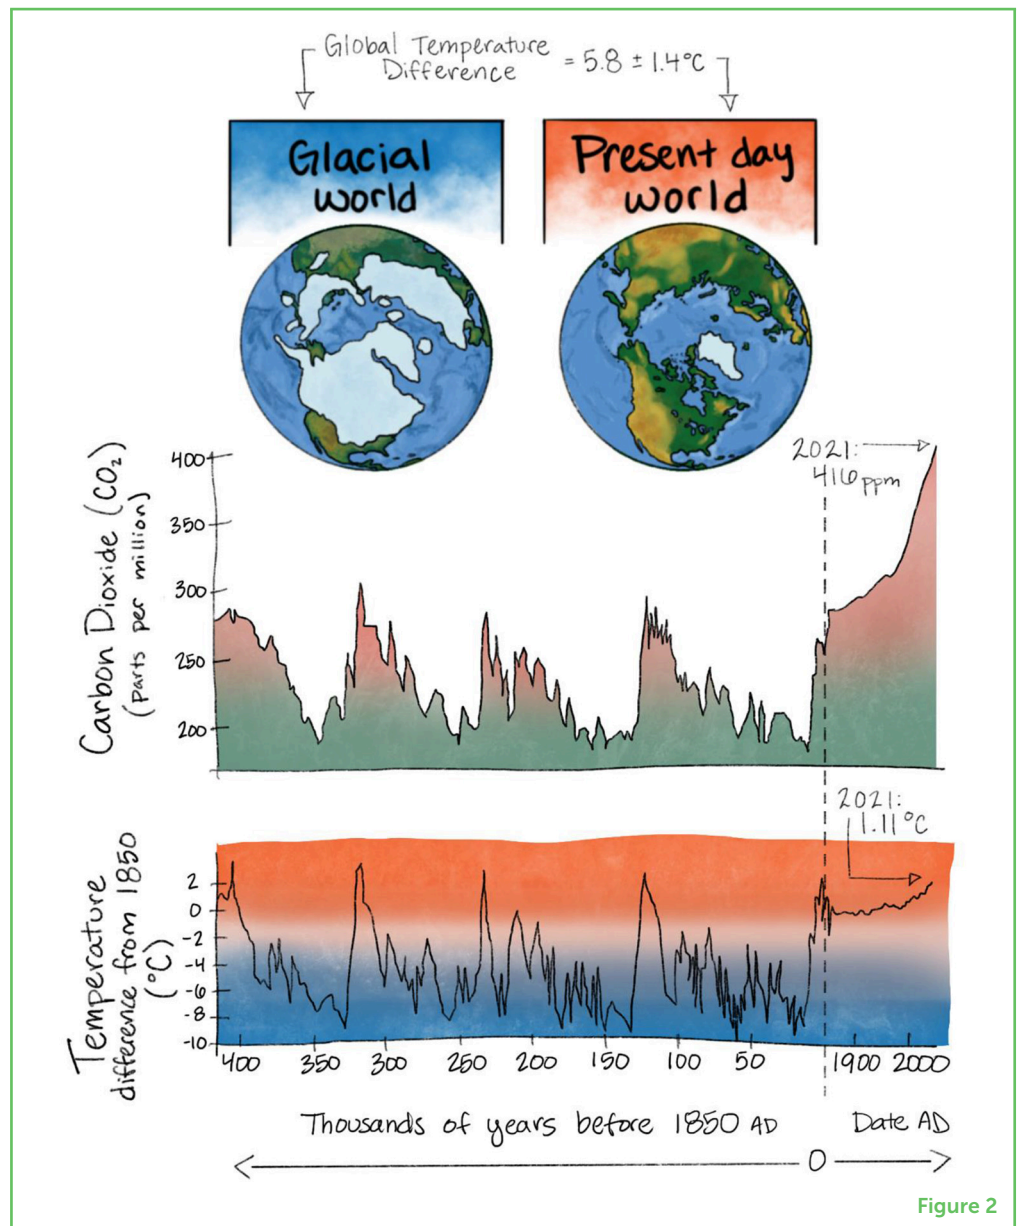 Global Temperature
Difference
= 5.8 ± 1.4°C
Glacial
world
Present day
world
Carbon Dioxide (CO₂)
(parts per million)
400
350
300
250
200
2021:
416 ppm
2021:
1.11°C
Temperature
difference from 1850
(°C)
2
0
-2
-4
-6
-8
-10
400 350 300 250 200 150 100 50 1900 2000
Thousands of years before 1850 AD
Date AD
0
Figure 2